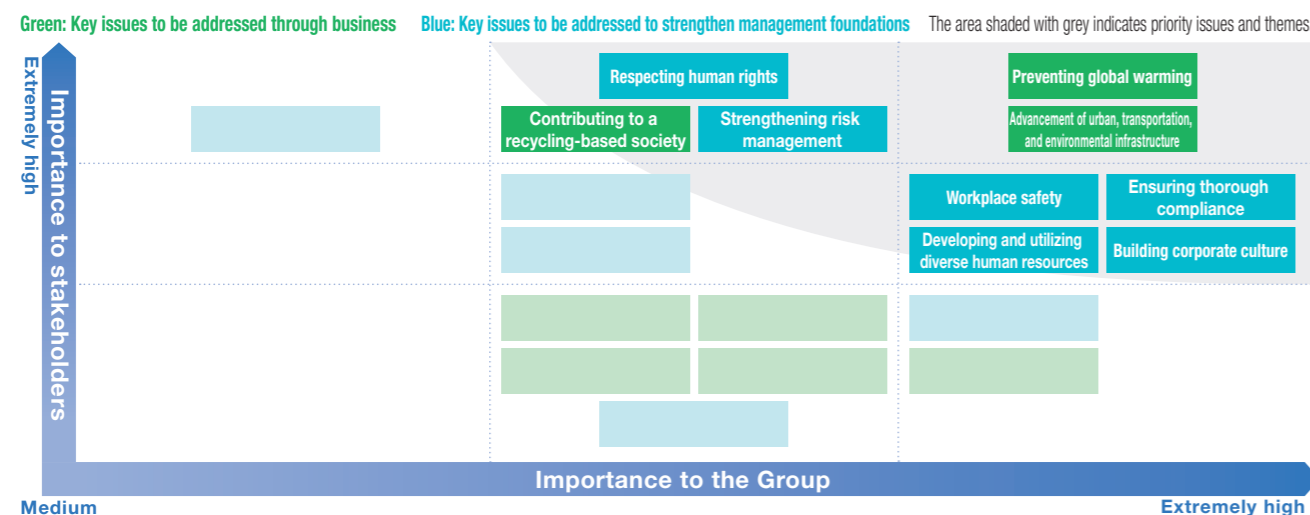 Green: Key issues to be addressed through business
Blue: Key issues to be addressed to strengthen management foundations
The area shaded with grey indicates priority issues and themes
Extremely high
Importance to stakeholders
Respecting human rights
Preventing global warming
Contributing to a
recycling-based society
Strengthening risk
management
Advancement of urban, transportation,
and environmental infrastructure
Workplace safety
Ensuring thorough
compliance
Developing and utilizing
diverse human resources
Building corporate culture
Importance to the Group
Medium
Extremely high